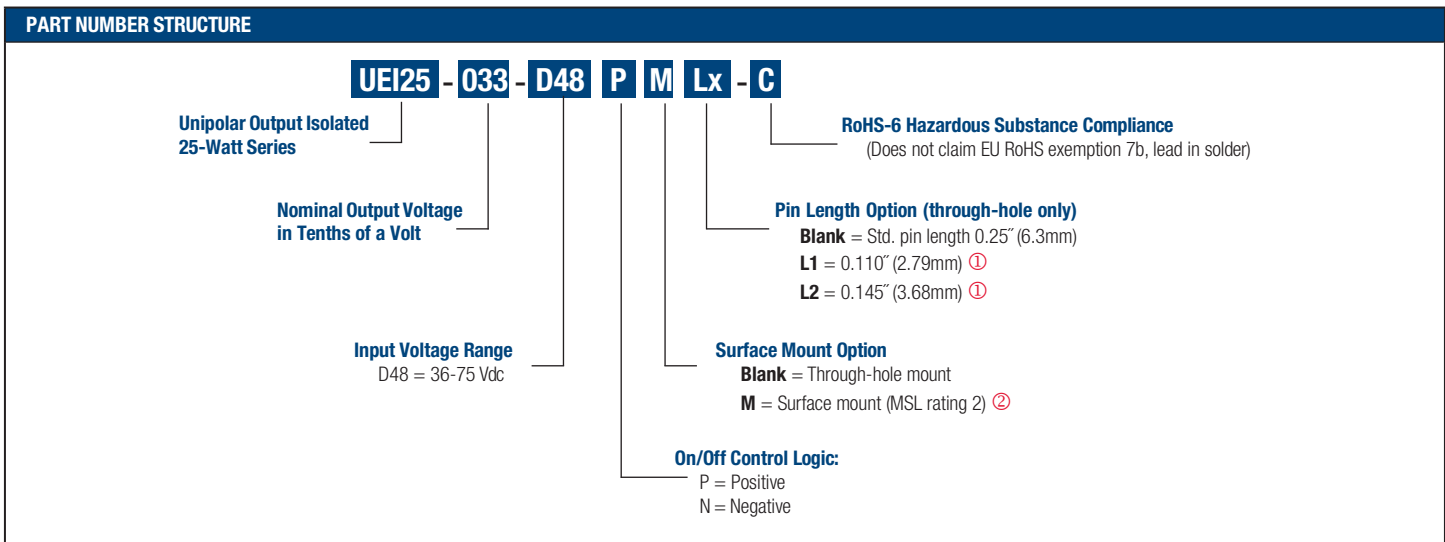 PART NUMBER STRUCTURE
UEI25 - 033 - D48 P M Lx - C
Unipolar Output Isolated
25-Watt Series
RoHS-6 Hazardous Substance Compliance
(Does not claim EU RoHS exemption 7b, lead in solder)
Nominal Output Voltage
in Tenths of a Volt
Pin Length Option (through-hole only)
Blank = Std. pin length 0.25˝ (6.3mm)
L1 = 0.110˝ (2.79mm) ①
L2 = 0.145˝ (3.68mm) ①
Input Voltage Range
D48 = 36-75 Vdc
Surface Mount Option
Blank = Through-hole mount
M = Surface mount (MSL rating 2) ②
On/Off Control Logic:
P = Positive
N = Negative